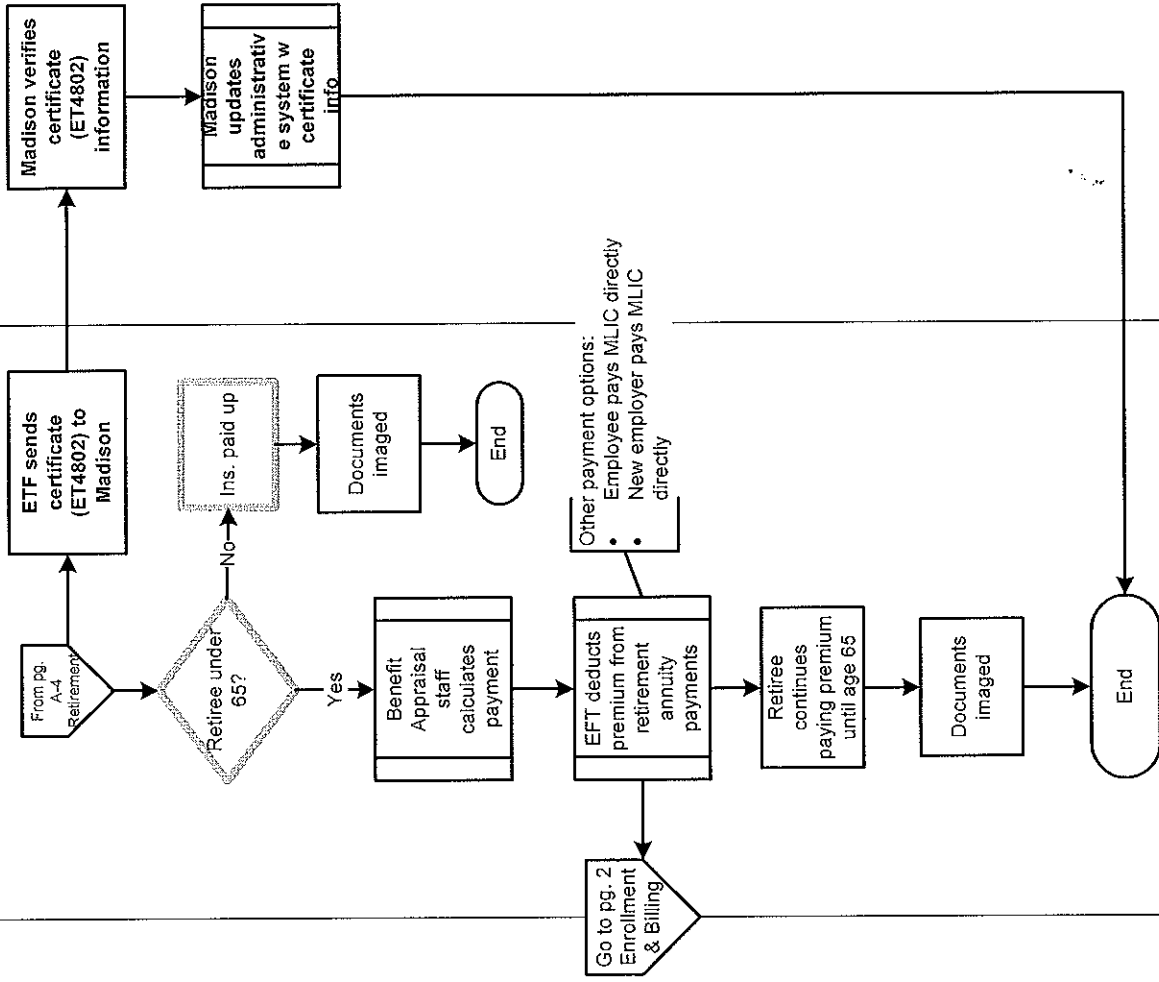 From pg.
A-4
Retirement
ETF sends
certificate
(ET4802) to
Madison
Madison verifies
certificate
(ET4802)
information
Madison
updates
administrativ
e system w
certificate
info
Retiree under
65?
No
Ins. paid up
Documents
imaged
End
Yes
Benefit
Appraisal
staff
calculates
payment
EFT deducts
premium from
retirement
annuity
payments
Other payment options:
• Employee pays MLIC directly
• New employer pays MLIC
directly
Go to pg. 2
Enrollment
& Billing
Retiree
continues
paying premium
until age 65
Documents
imaged
End